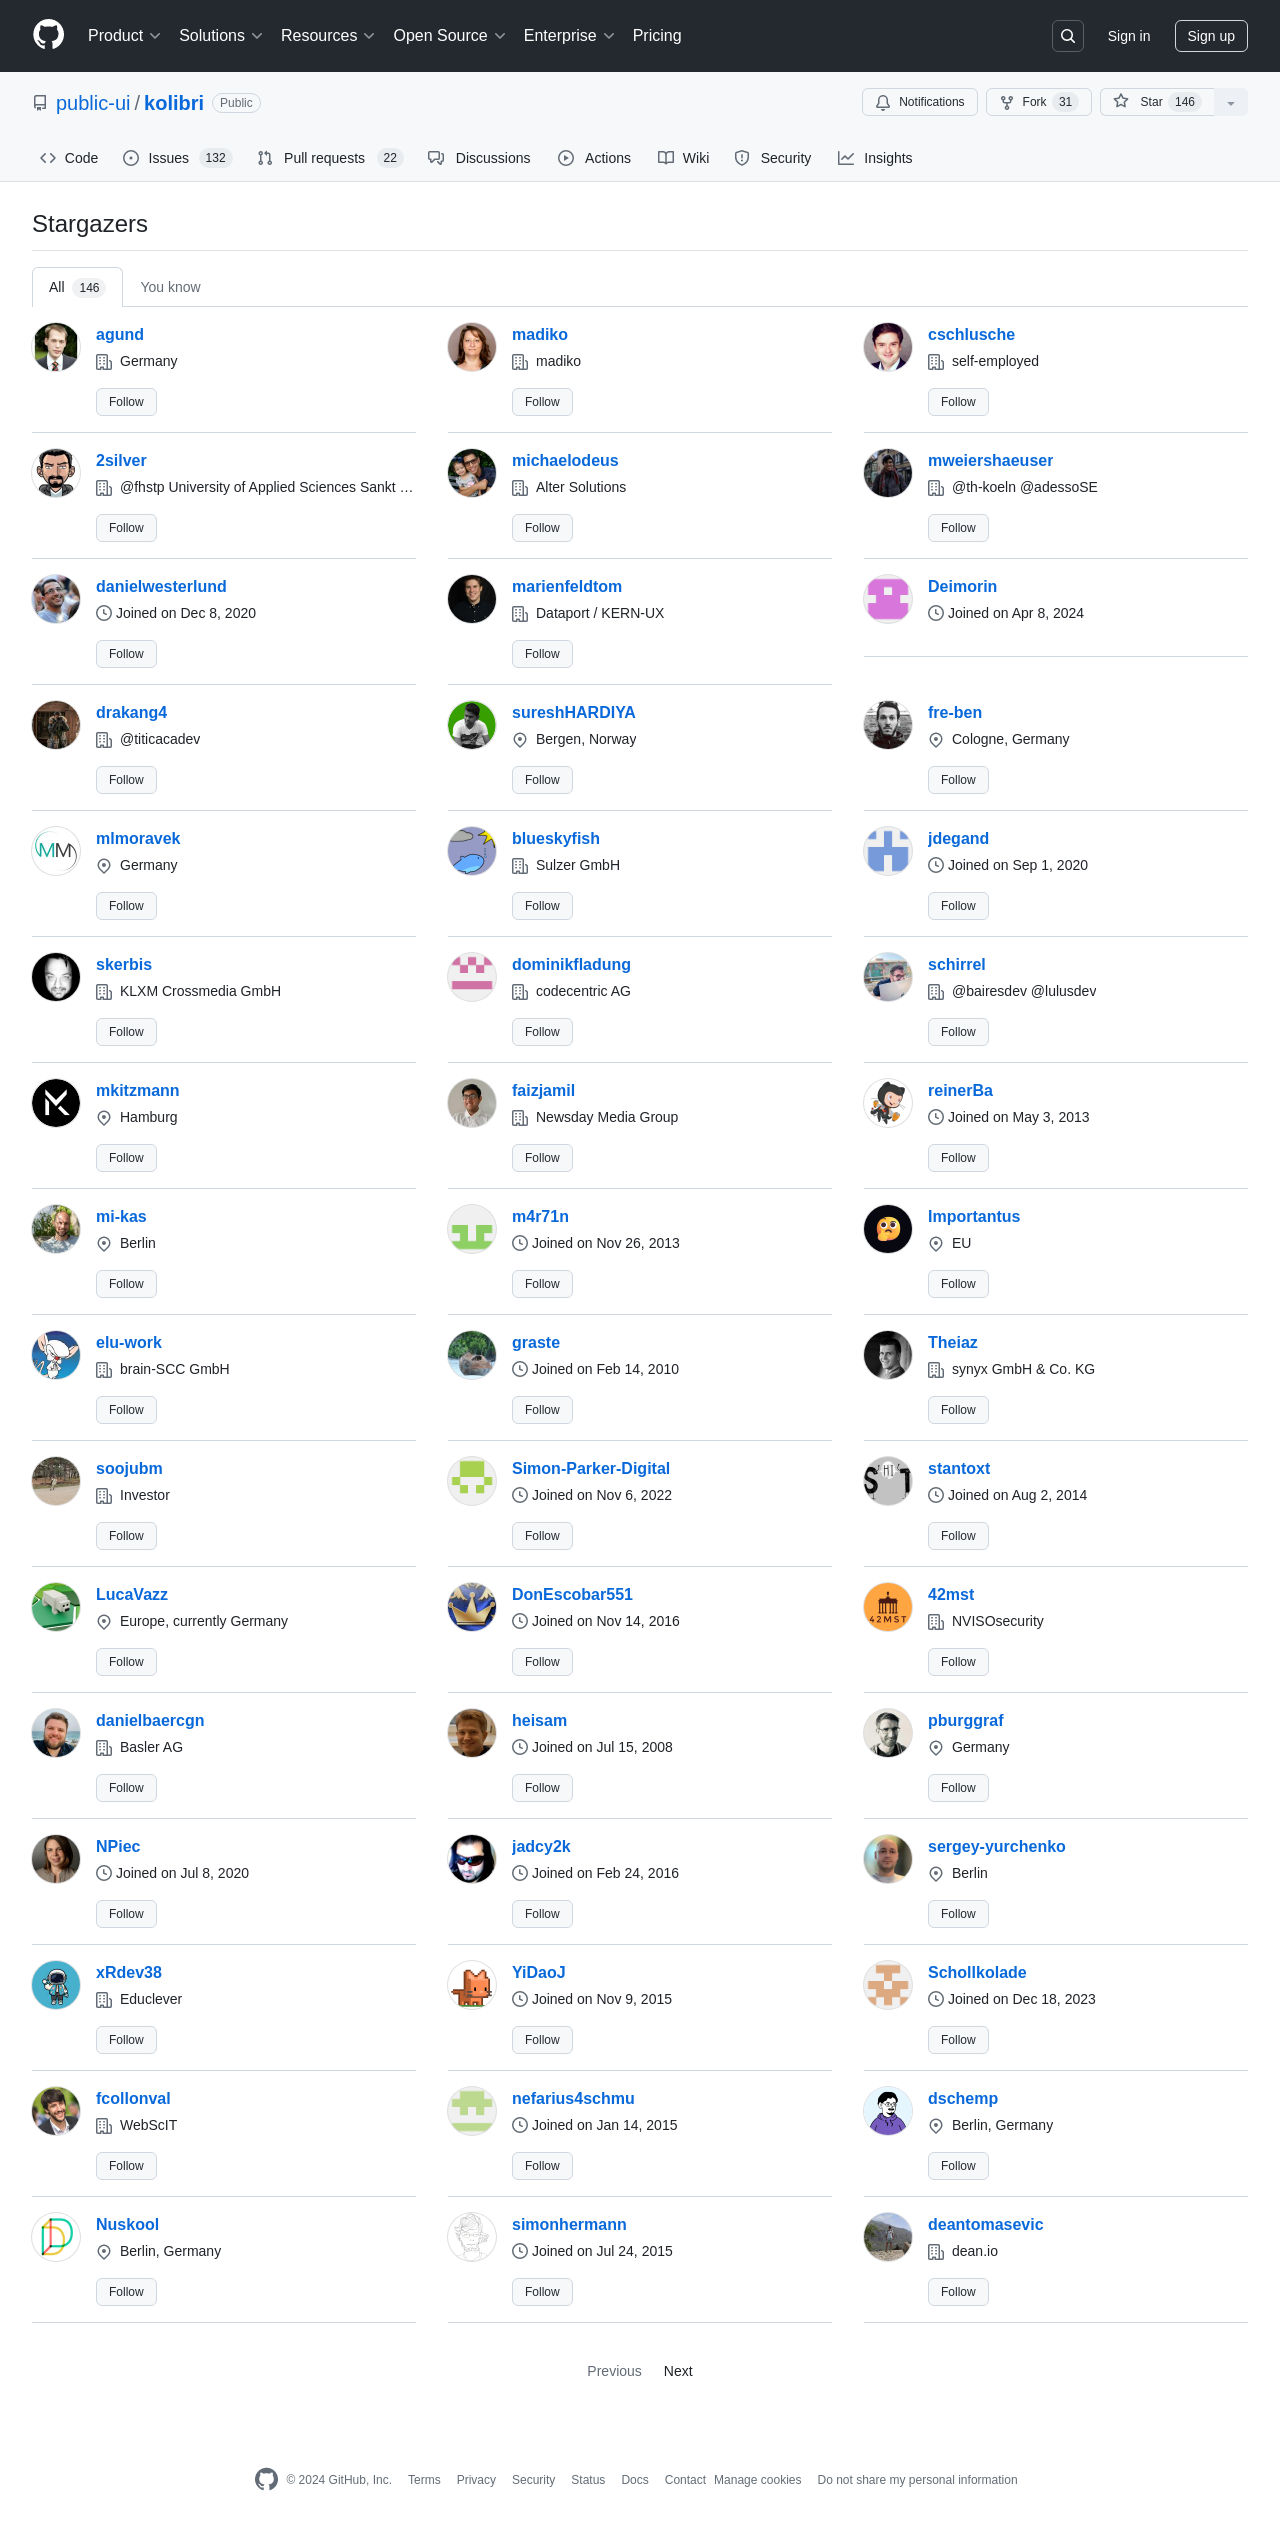 Product Solutions Resources Open Source Enterprise Pricing Sign in Sign up
public-ui / kolibri Public Notifications Fork 31 Star 146
Code Issues 132 Pull requests 22 Discussions Actions Wiki Security Insights
Stargazers
All 146 You know
agund madiko cschlusche
Germany madiko self-employed
Follow Follow Follow
2silver michaelodeus mweiershaeuser
@fhstp University of Applied Sciences Sankt … Alter Solutions @th-koeln @adessoSE
Follow Follow Follow
danielwesterlund marienfeldtom Deimorin
Joined on Dec 8, 2020 Dataport / KERN-UX Joined on Apr 8, 2024
Follow Follow
drakang4 sureshHARDIYA fre-ben
@titicacadev Bergen, Norway Cologne, Germany
Follow Follow Follow
mlmoravek blueskyfish jdegand
Germany Sulzer GmbH Joined on Sep 1, 2020
Follow Follow Follow
skerbis dominikfladung schirrel
KLXM Crossmedia GmbH codecentric AG @bairesdev @lulusdev
Follow Follow Follow
mkitzmann faizjamil reinerBa
Hamburg Newsday Media Group Joined on May 3, 2013
Follow Follow Follow
mi-kas m4r71n Importantus
Berlin Joined on Nov 26, 2013 EU
Follow Follow Follow
elu-work graste Theiaz
brain-SCC GmbH Joined on Feb 14, 2010 synyx GmbH & Co. KG
Follow Follow Follow
soojubm Simon-Parker-Digital stantoxt
Investor Joined on Nov 6, 2022 Joined on Aug 2, 2014
Follow Follow Follow
LucaVazz DonEscobar551 42mst
Europe, currently Germany Joined on Nov 14, 2016 NVISOsecurity
42MST
Follow Follow Follow
danielbaercgn heisam pburggraf
Basler AG Joined on Jul 15, 2008 Germany
Follow Follow Follow
NPiec jadcy2k sergey-yurchenko
Joined on Jul 8, 2020 Joined on Feb 24, 2016 Berlin
Follow Follow Follow
xRdev38 YiDaoJ Schollkolade
Educlever Joined on Nov 9, 2015 Joined on Dec 18, 2023
Follow Follow Follow
fcollonval nefarius4schmu dschemp
WebScIT Joined on Jan 14, 2015 Berlin, Germany
Follow Follow Follow
Nuskool simonhermann deantomasevic
Berlin, Germany Joined on Jul 24, 2015 dean.io
Follow Follow Follow
Previous Next
© 2024 GitHub, Inc. Terms Privacy Security Status Docs Contact Manage cookies Do not share my personal information